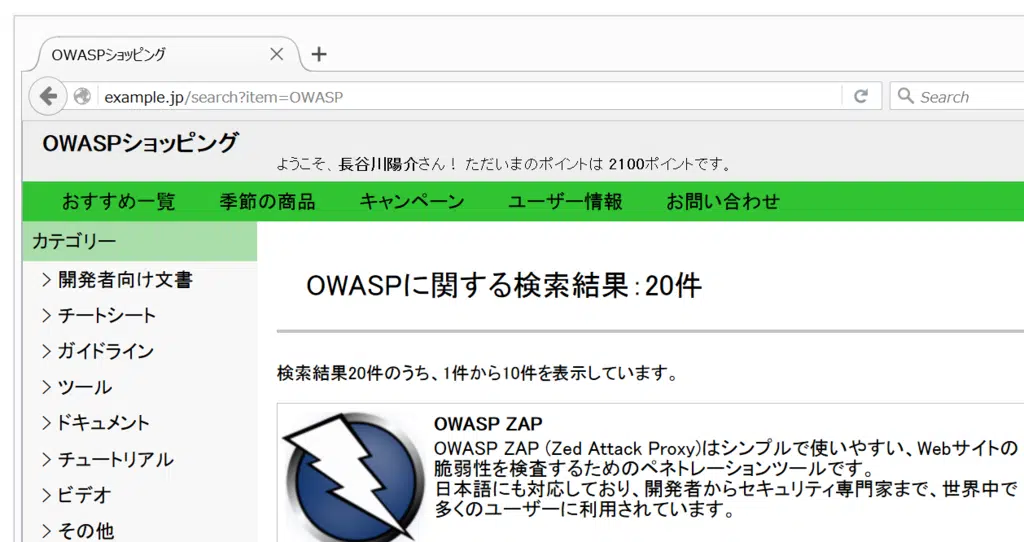 OWASPショッピング
example.jp/search?item=OWASP
Search
OWASPショッピング
ようこそ、長谷川陽介さん！ ただいまのポイントは 2100ポイントです。
おすすめ一覧 季節の商品 キャンペーン ユーザー情報 お問い合わせ
カテゴリー
> 開発者向け文書
> チートシート
> ガイドライン
> ツール
> ドキュメント
> チュートリアル
> ビデオ
> その他
OWASPに関する検索結果：20件
検索結果20件のうち、1件から10件を表示しています。
OWASP ZAP
OWASP ZAP (Zed Attack Proxy)はシンプルで使いやすい、Webサイトの
脆弱性を検査するためのペネトレーションツールです。
日本語にも対応しており、開発者からセキュリティ専門家まで、世界中で
多くのユーザーに利用されています。